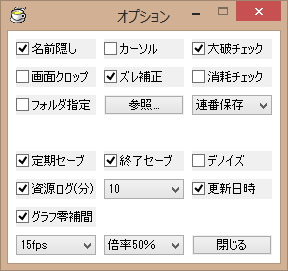 オプション
名前隠し カーソル 大破チェック
画面クロップ ズレ補正 消耗チェック
フォルダ指定 参照... 連番保存
定期セーブ 終了セーブ デノイズ
資源ログ(分) 10 更新日時
グラフ零補間
15fps 倍率50% 閉じる